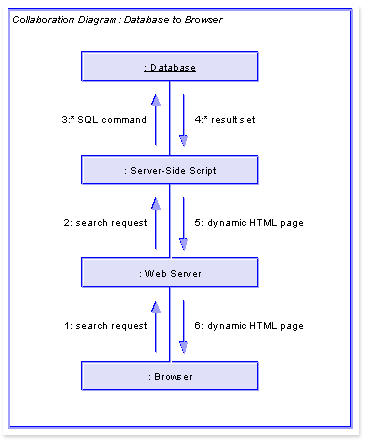 Collaboration Diagram : Database to Browser
: Database
3:* SQL command
4:* result set
: Server-Side Script
2: search request
5: dynamic HTML page
: Web Server
1: search request
6: dynamic HTML page
: Browser